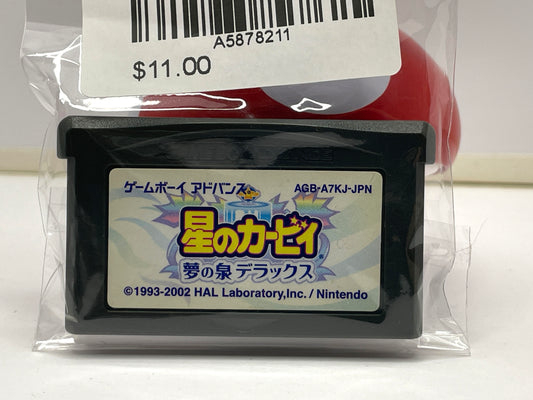 A5878211
$11.00
ゲームボーイ アドバンス
AGB-A7KJ-JPN
星のカービィ
夢の泉デラックス
©1993-2002 HAL Laboratory,Inc. / Nintendo